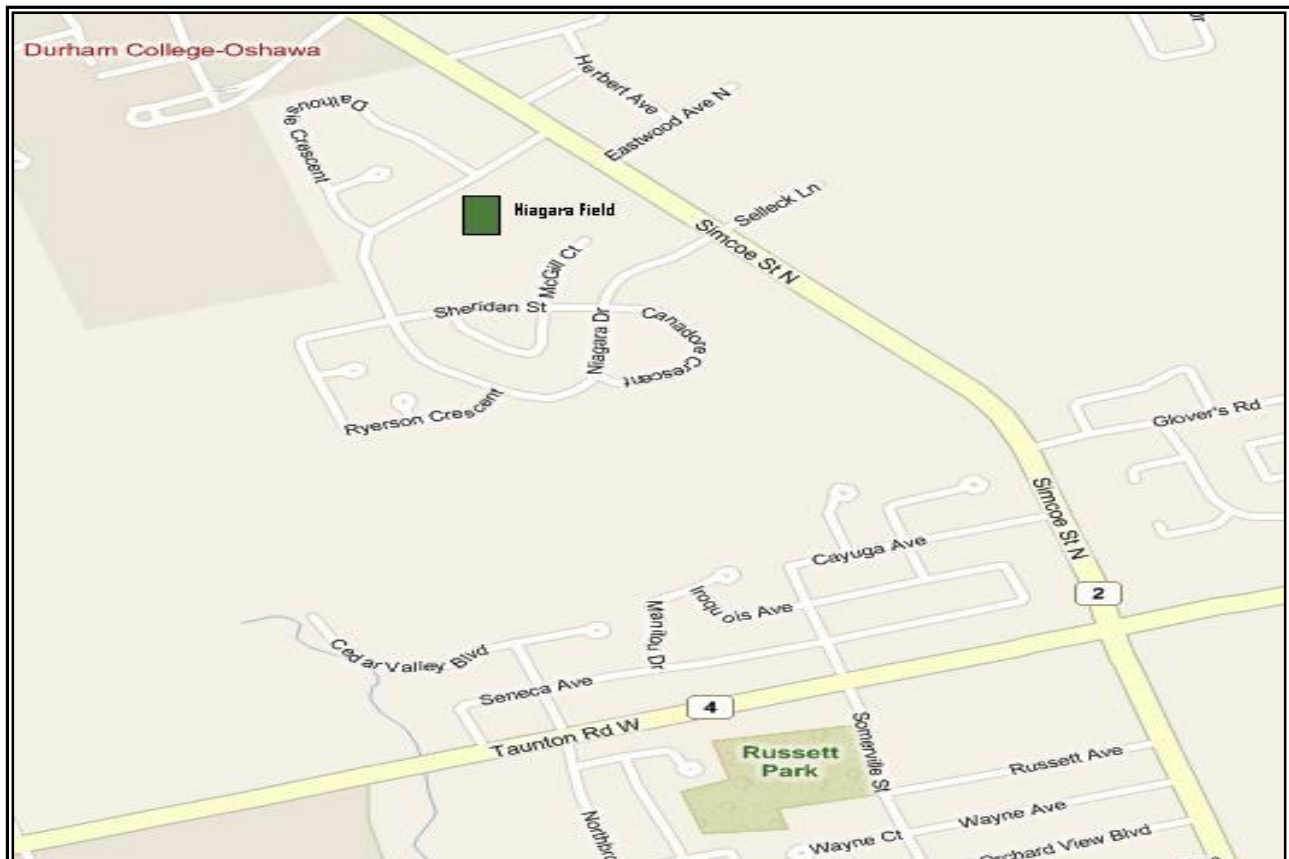 Durham College-Oshawa
Herbert Ave
Eastwood Ave N
Dalhousie Crescent
Niagara Field
Selleck Ln
Simcoe St N
McGill Ct
Sheridan St
Niagara Dr
Canadore Crescent
Ryerson Crescent
Glover's Rd
Simcoe St N
Cayuga Ave
2
Iroquois Ave
Manitou Dr
Cedar Valley Blvd
Seneca Ave
4
Taunton Rd W
Somerville St
Russett
Park
Russett Ave
Wayne Ave
Wayne Ct
Orchard View Blvd